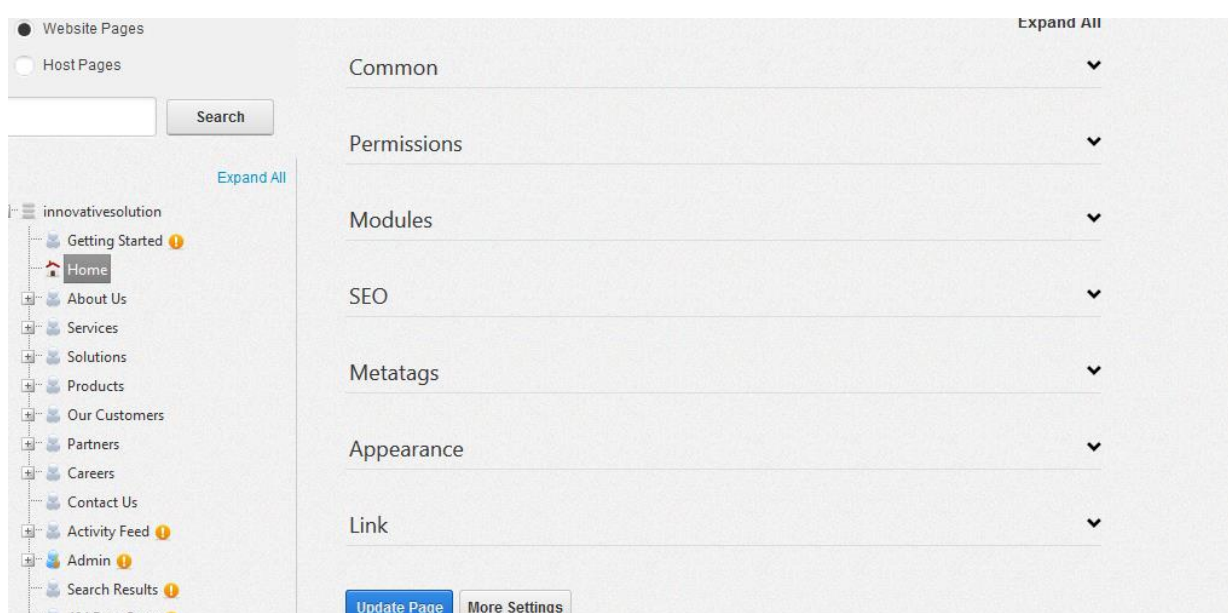 Website Pages
Host Pages
Search
Expand All
innovativesolution
Getting Started
Home
About Us
Services
Solutions
Products
Our Customers
Partners
Careers
Contact Us
Activity Feed
Admin
Search Results
Expand All
Common
Permissions
Modules
SEO
Metatags
Appearance
Link
Update Page
More Settings